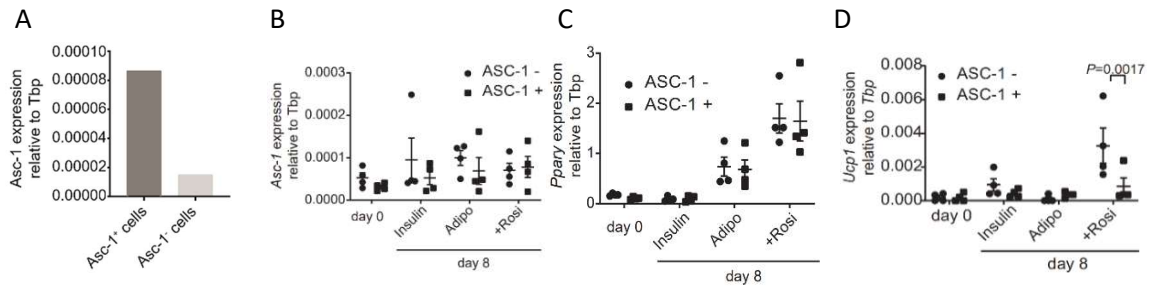 A
Asc-1 expression
relative to Tbp
0.00010
0.00008
0.00006
0.00004
0.00002
0.00000
Asc-1+ cells
Asc-1- cells
B
Asc-1 expression
relative to Tbp
0.0003
0.0002
0.0001
0.0000
ASC-1 -
ASC-1 +
day 0
Insulin
Adipo
+Rosi
day 8
C
Pparγ expression
relative to Tbp
3
2
1
0
ASC-1 -
ASC-1 +
day 0
Insulin
Adipo
+Rosi
day 8
D
Ucp1 expression
relative to Tbp
0.008
0.006
0.004
0.002
0.000
ASC-1 -
ASC-1 +
P=0.0017
day 0
Insulin
Adipo
+Rosi
day 8